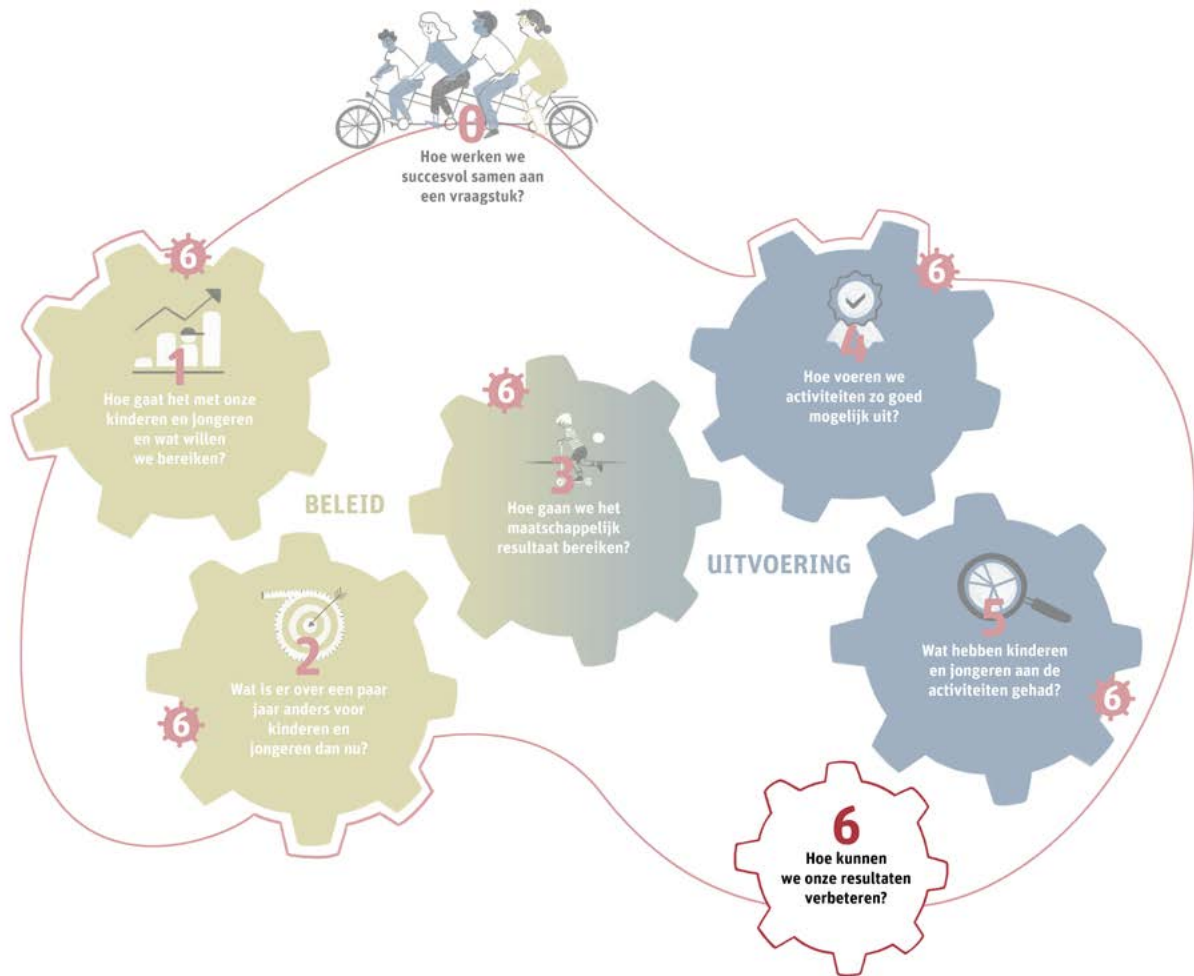 0
Hoe werken we
succesvol samen aan
een vraagstuk?
6
1
Hoe gaat het met onze
kinderen en jongeren
en wat willen
we bereiken?
6
4
Hoe voeren we
activiteiten zo goed
mogelijk uit?
BELEID
6
3
Hoe gaan we het
maatschappelijk
resultaat bereiken?
UITVOERING
2
Wat is er over een paar
jaar anders voor
kinderen en
jongeren dan nu?
6
5
Wat hebben kinderen
en jongeren aan de
activiteiten gehad?
6
6
Hoe kunnen
we onze resultaten
verbeteren?